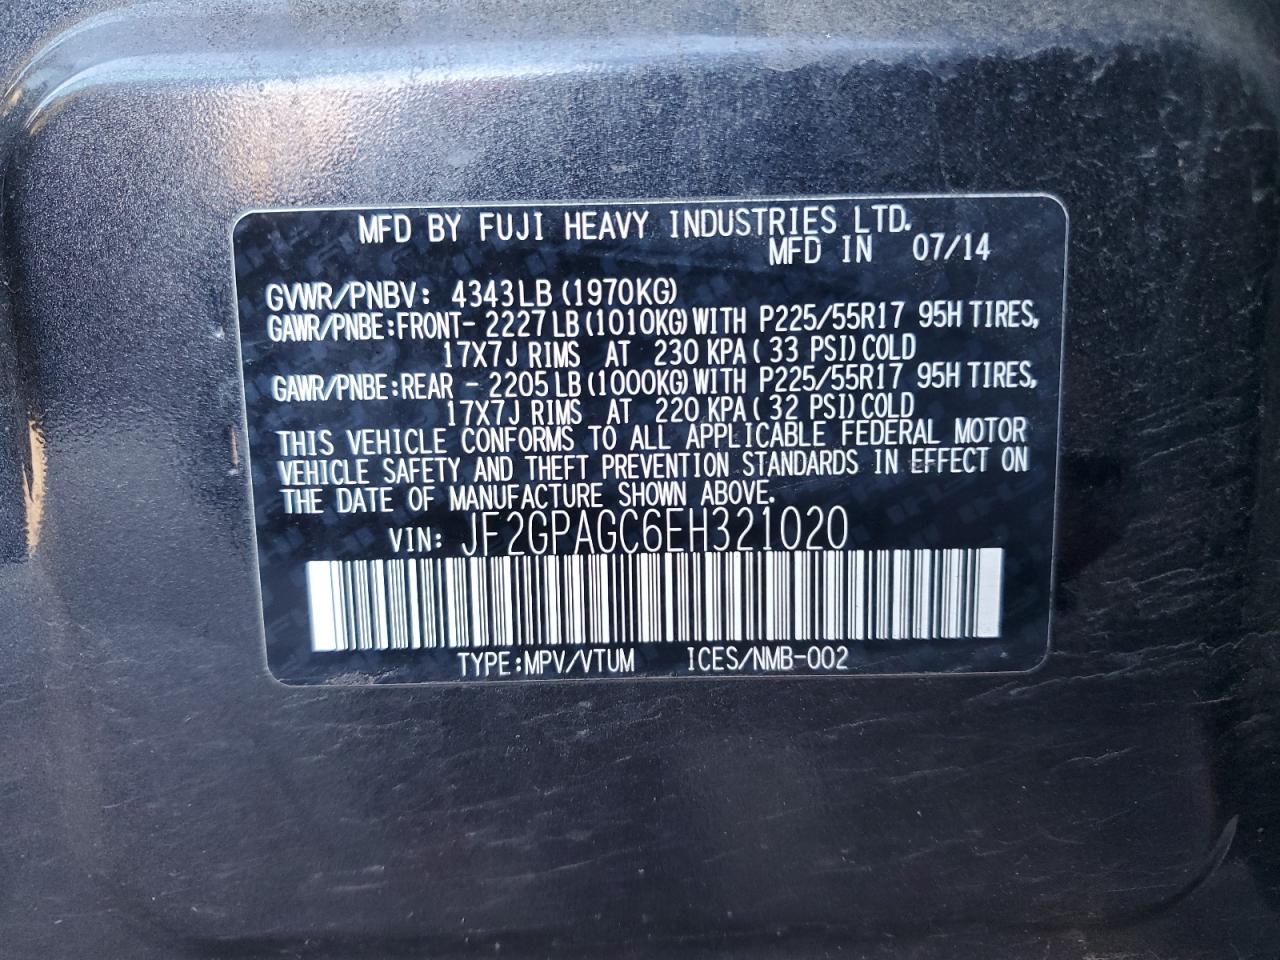 MFD BY FUJI HEAVY INDUSTRIES LTD.
MFD IN 07/14
GVWR/PNBV: 4343LB (1970KG)
GAWR/PNBE:FRONT- 2227LB(1010KG)WITH P225/55R17 95H TIRES,
17X7J RIMS AT 230 KPA( 33 PSI)COLD
GAWR/PNBE:REAR - 2205LB(1000KG)WITH P225/55R17 95H TIRES,
17X7J RIMS AT 220 KPA( 32 PSI)COLD
THIS VEHICLE CONFORMS TO ALL APPLICABLE FEDERAL MOTOR
VEHICLE SAFETY AND THEFT PREVENTION STANDARDS IN EFFECT ON
THE DATE OF MANUFACTURE SHOWN ABOVE.
VIN: JF2GPAGC6EH321020
TYPE:MPV/VTUM ICES/NMB-002